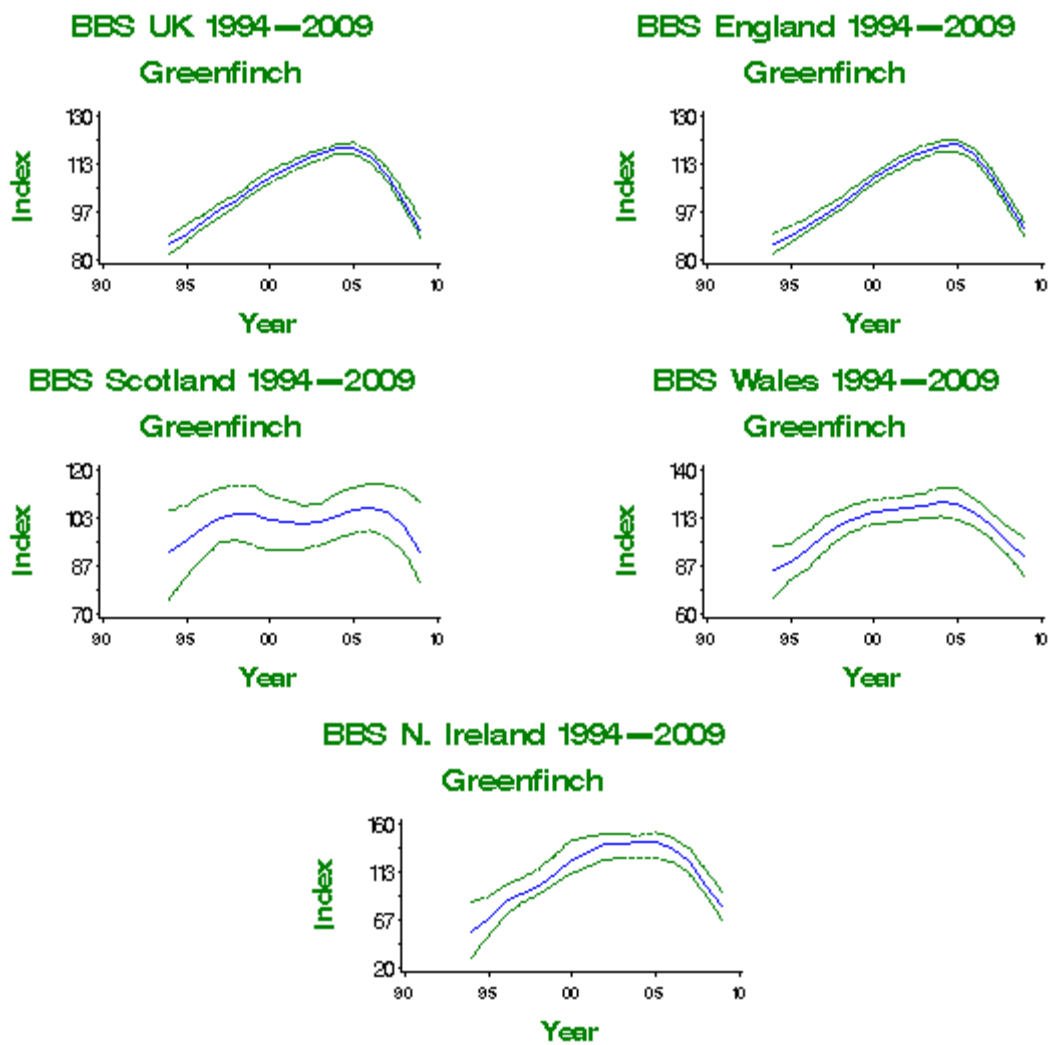 BBS UK 1994—2009
Greenfinch
130
113
97
80
Index
90 95 00 05 10
Year
BBS England 1994—2009
Greenfinch
130
113
97
80
Index
90 95 00 05 10
Year
BBS Scotland 1994—2009
Greenfinch
120
103
87
70
Index
90 95 00 05 10
Year
BBS Wales 1994—2009
Greenfinch
140
113
87
60
Index
90 95 00 05 10
Year
BBS N. Ireland 1994—2009
Greenfinch
160
113
67
20
Index
90 95 00 05 10
Year